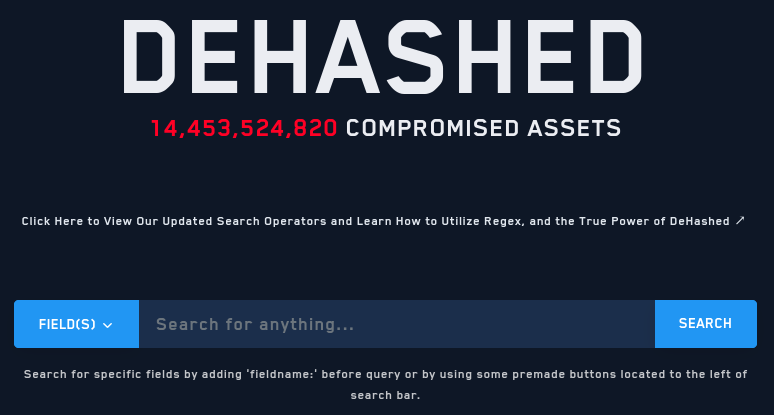 DEHASHED
14,453,524,820 COMPROMISED ASSETS
Click Here to View Our Updated Search Operators and Learn How to Utilize Regex, and the True Power of DeHashed ↗
FIELD(S) Search for anything... SEARCH
Search for specific fields by adding 'fieldname:' before query or by using some premade buttons located to the left of
search bar.